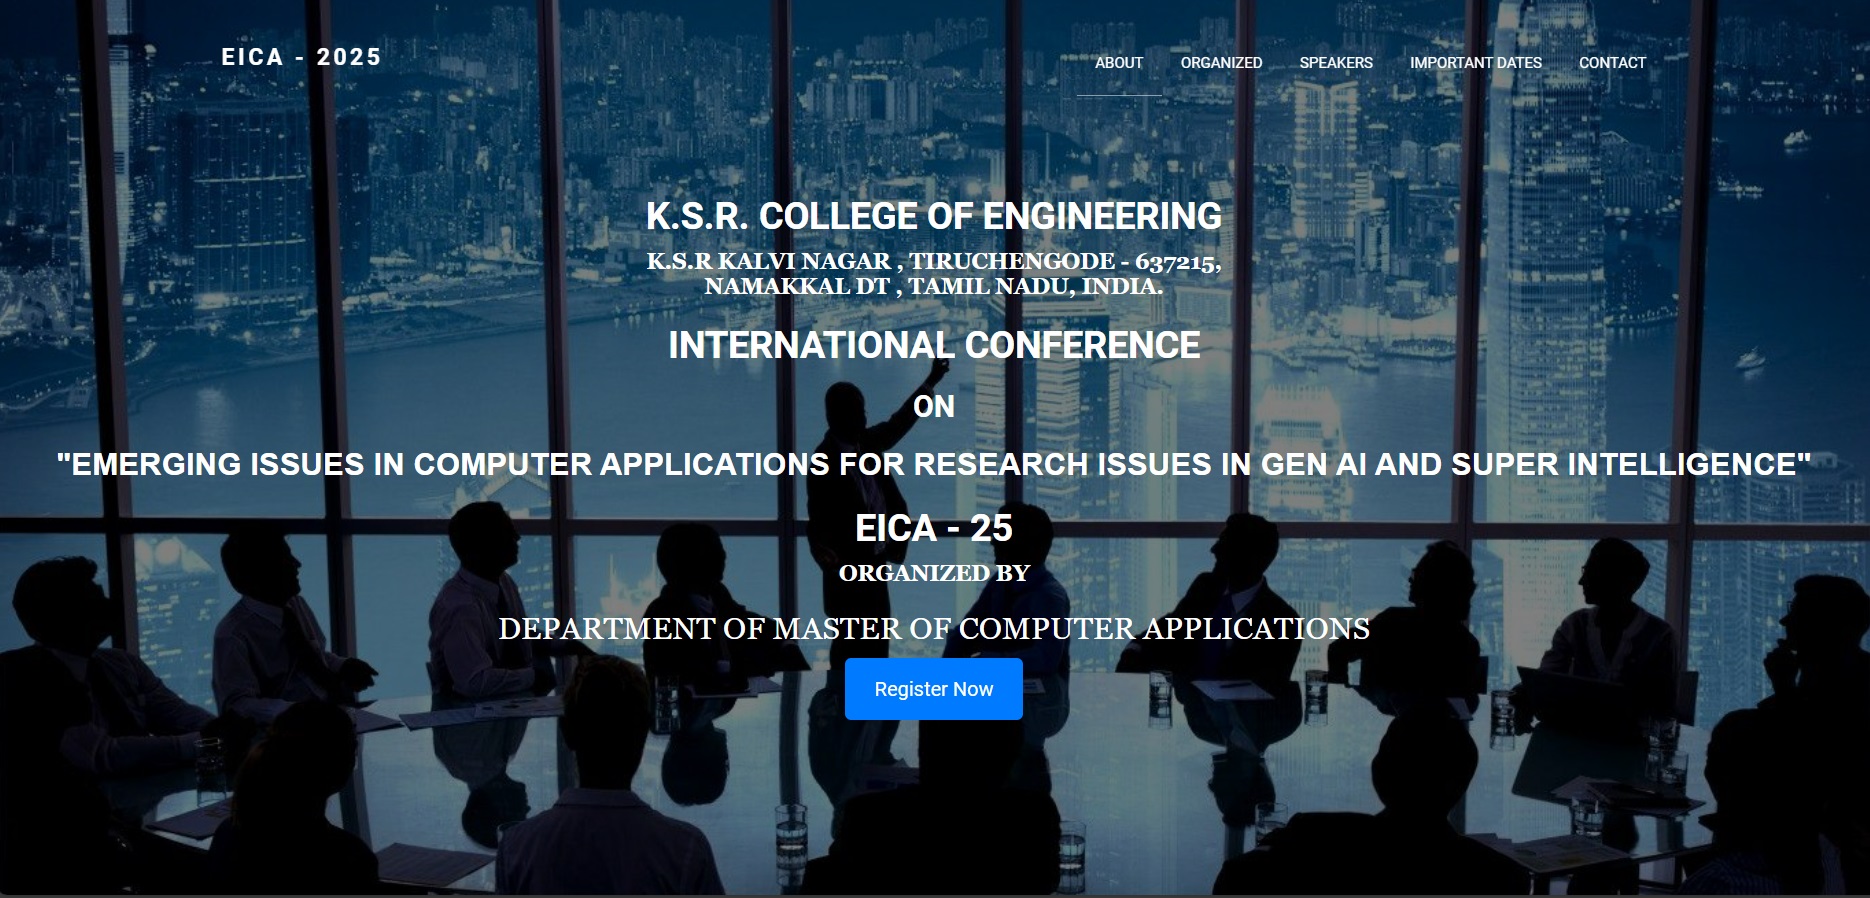 EICA - 2025
ABOUT ORGANIZED SPEAKERS IMPORTANT DATES CONTACT
K.S.R. COLLEGE OF ENGINEERING
K.S.R KALVI NAGAR , TIRUCHENGODE - 637215,
NAMAKKAL DT , TAMIL NADU, INDIA.
INTERNATIONAL CONFERENCE
ON
"EMERGING ISSUES IN COMPUTER APPLICATIONS FOR RESEARCH ISSUES IN GEN AI AND SUPER INTELLIGENCE"
EICA - 25
ORGANIZED BY
DEPARTMENT OF MASTER OF COMPUTER APPLICATIONS
Register Now